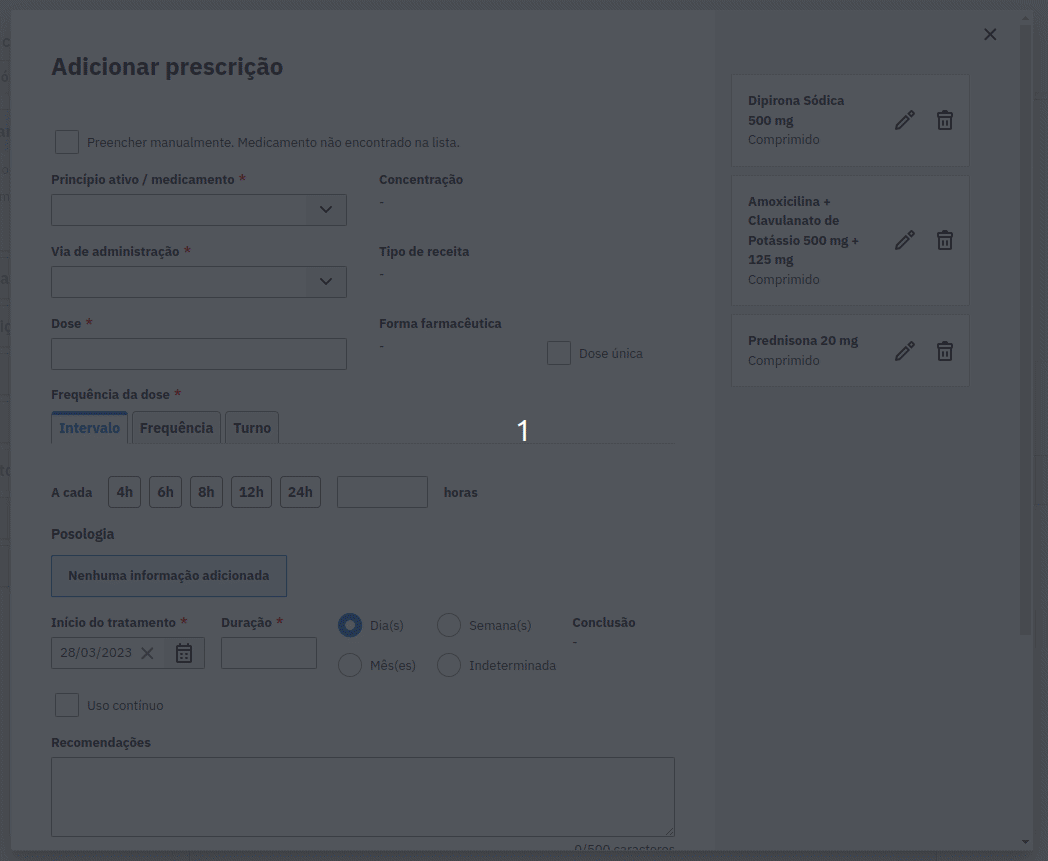 Adicionar prescrição
Preencher manualmente. Medicamento não encontrado na lista.
Princípio ativo / medicamento *
Concentração
-
Via de administração *
Tipo de receita
-
Dose *
Forma farmacêutica
-
Dose única
Frequência da dose *
Intervalo
Frequência
Turno
1
A cada
4h
6h
8h
12h
24h
horas
Posologia
Nenhuma informação adicionada
Início do tratamento *
28/03/2023
Duração *
Dia(s)
Semana(s)
Mês(es)
Indeterminada
Conclusão
-
Uso contínuo
Recomendações
0/500 caracteres
Dipirona Sódica
500 mg
Comprimido
Amoxicilina +
Clavulanato de
Potássio 500 mg +
125 mg
Comprimido
Prednisona 20 mg
Comprimido